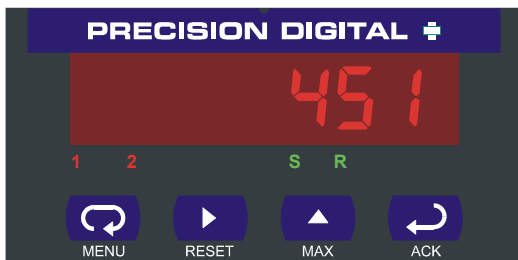 PRECISION DIGITAL
451
1 2 S R
MENU RESET MAX ACK